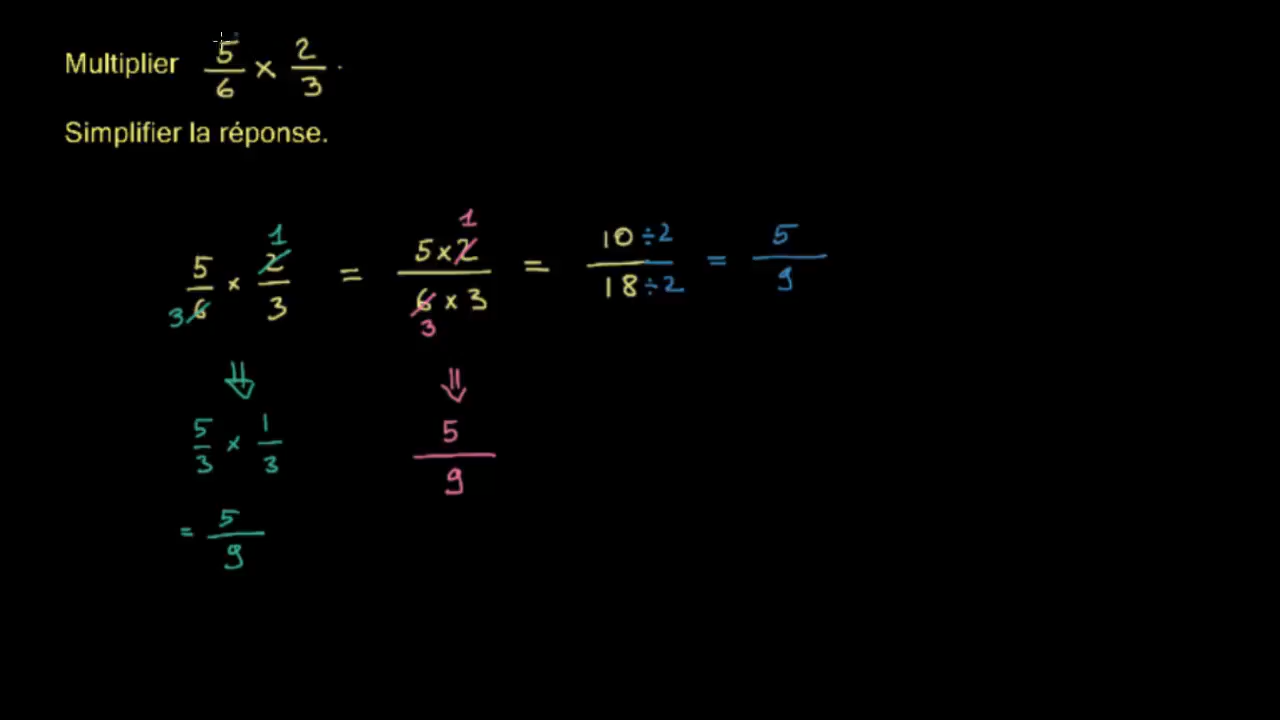 Multiplier 5/6 × 2/3 .
Simplifier la réponse.
5/6 × 2/3 = (5 × 2)/(6 × 3) = (10 ÷2)/(18 ÷2) = 5/9
3 1 3 1
⇓ ⇓
5/3 × 1/3 5/9
= 5/9